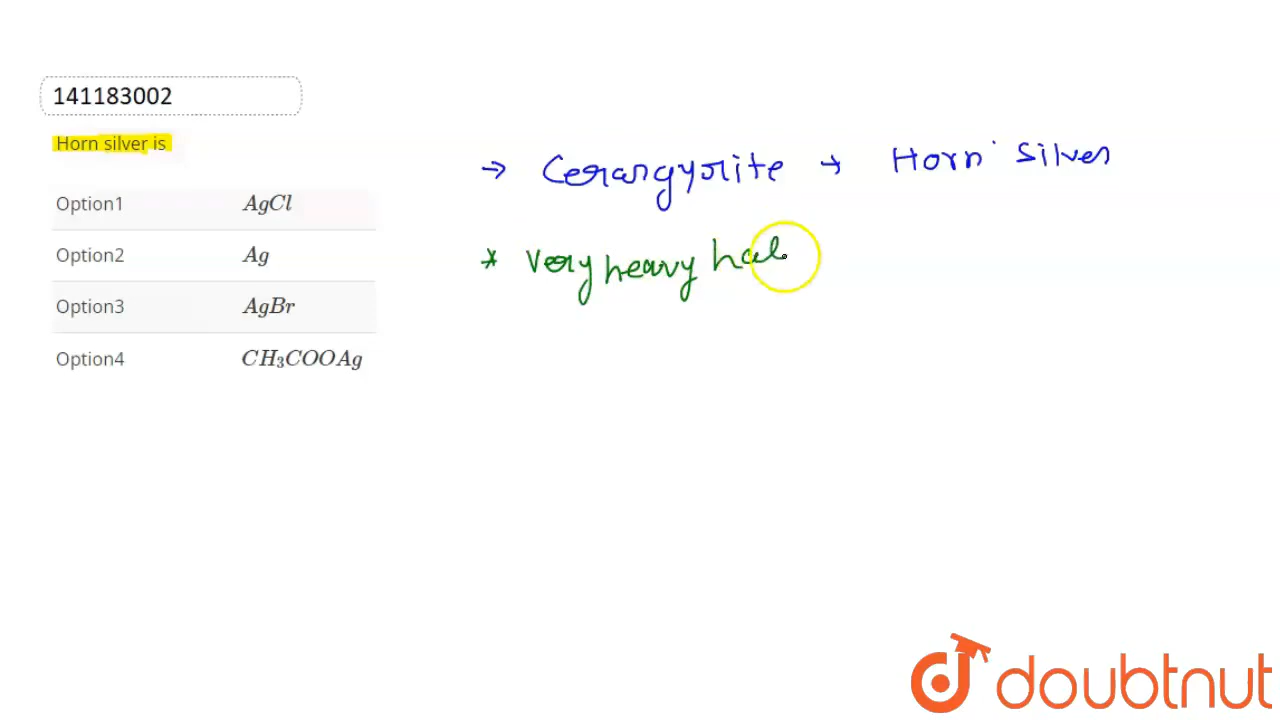 141183002
Horn silver is
Option1 AgCl
Option2 Ag
Option3 AgBr
Option4 CH₃COOAg
→ Cerargyrite → Horn Silver
* Very heavy hal
doubtnut